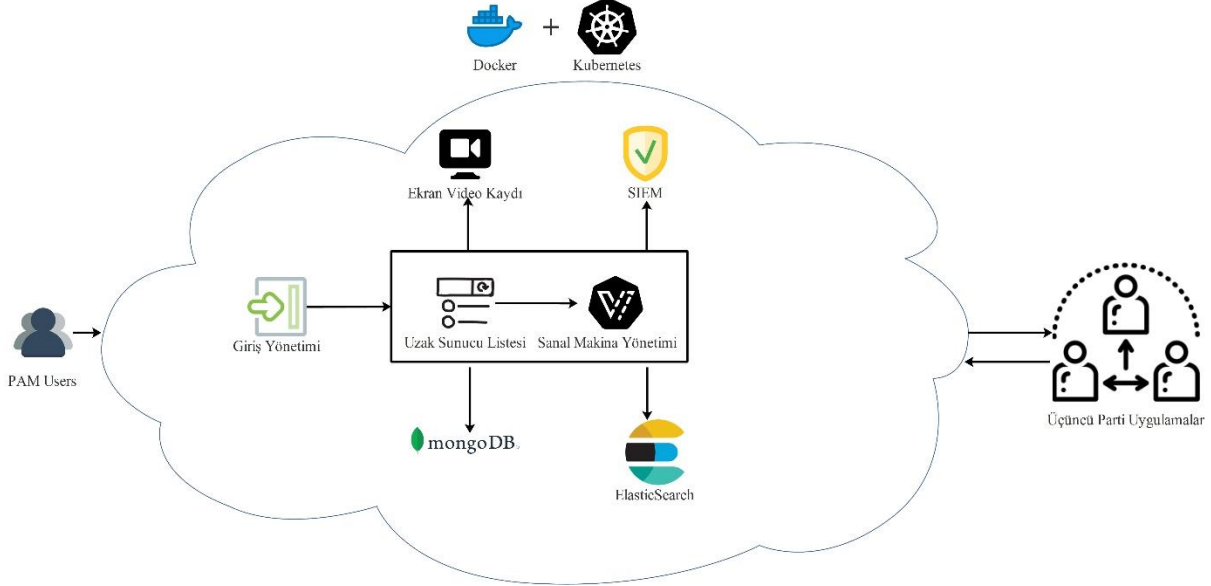 +
Docker
Kubernetes
Ekran Video Kaydı
SIEM
Giriş Yönetimi
Uzak Sunucu Listesi
Sanal Makina Yönetimi
PAM Users
Üçüncü Parti Uygulamalar
mongoDB
ElasticSearch